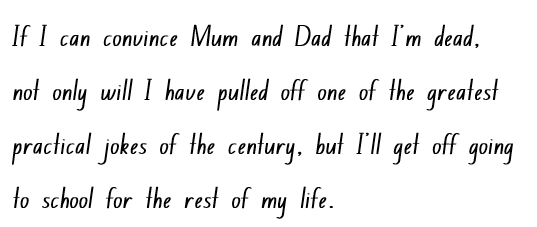 If I can convince Mum and Dad that I'm dead,
not only will I have pulled off one of the greatest
practical jokes of the century, but I'll get off going
to school for the rest of my life.